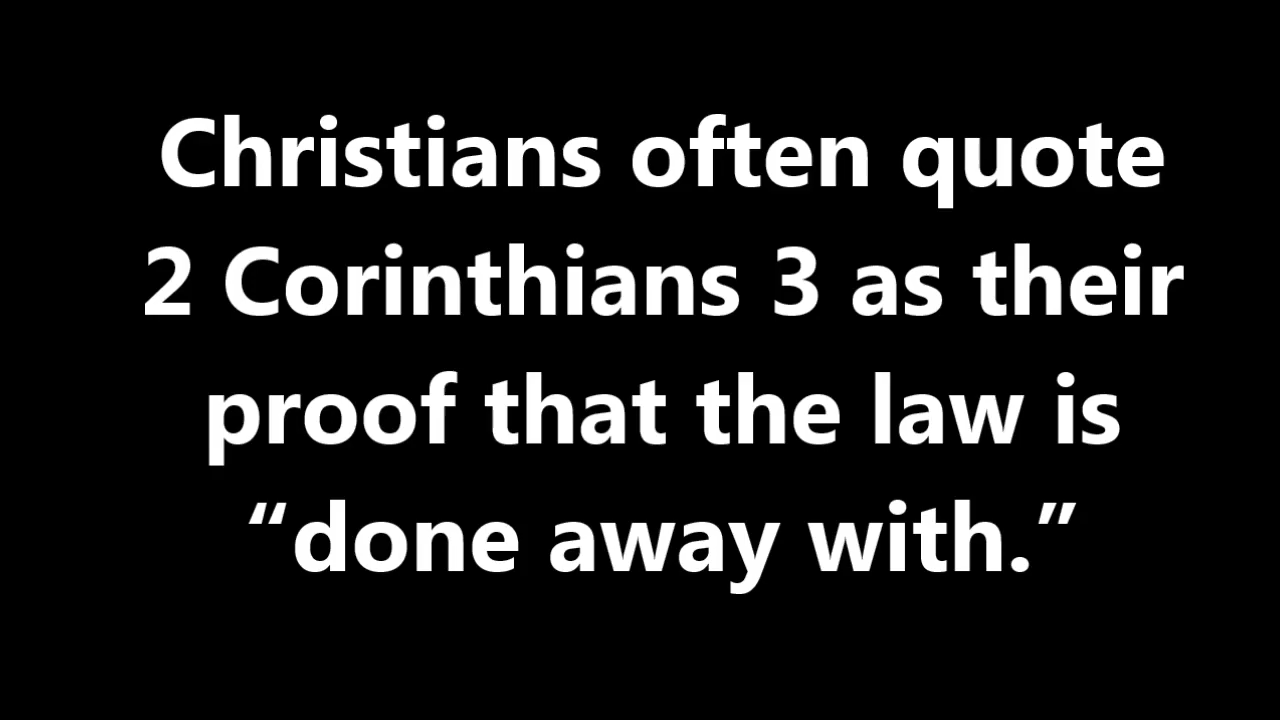 Christians often quote
2 Corinthians 3 as their
proof that the law is
“done away with.”